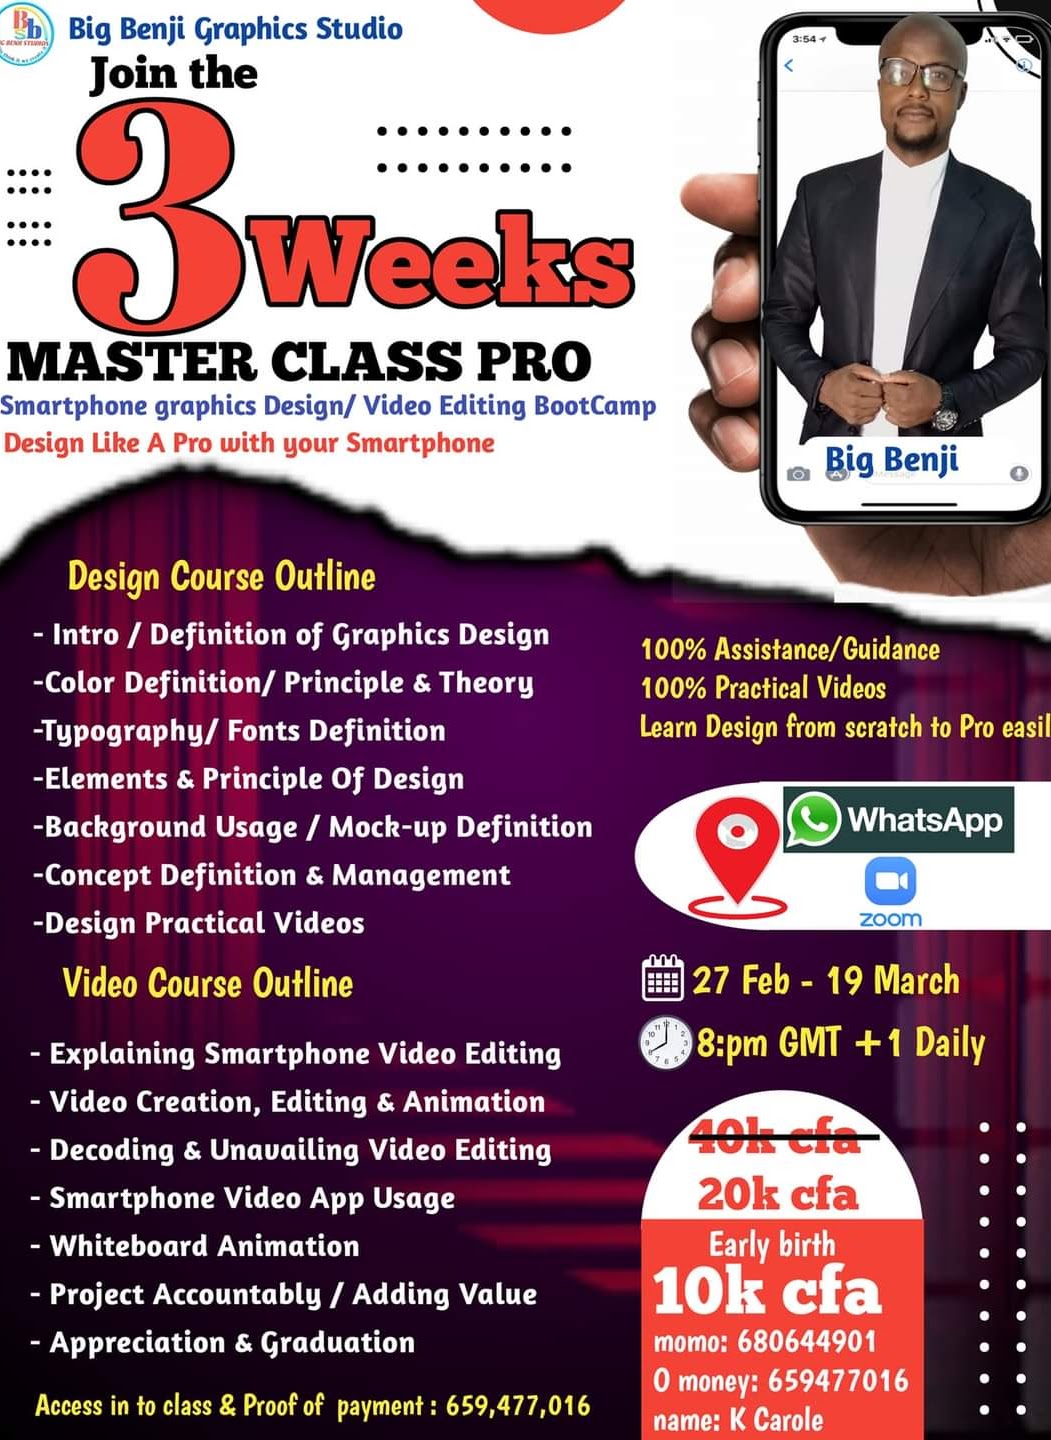 Big Benji Graphics Studio
Join the
3 Weeks
MASTER CLASS PRO
Smartphone graphics Design/ Video Editing BootCamp
Design Like A Pro with your Smartphone
3:54
Big Benji
Design Course Outline
- Intro / Definition of Graphics Design
-Color Definition/ Principle & Theory
-Typography/ Fonts Definition
-Elements & Principle Of Design
-Background Usage / Mock-up Definition
-Concept Definition & Management
-Design Practical Videos
Video Course Outline
- Explaining Smartphone Video Editing
- Video Creation, Editing & Animation
- Decoding & Unavailing Video Editing
- Smartphone Video App Usage
- Whiteboard Animation
- Project Accountably / Adding Value
- Appreciation & Graduation
Access in to class & Proof of payment : 659,477,016
100% Assistance/Guidance
100% Practical Videos
Learn Design from scratch to Pro easil
WhatsApp
zoom
27 Feb - 19 March
8:pm GMT +1 Daily
40k cfa
20k cfa
Early birth
10k cfa
momo: 680644901
O money: 659477016
name: K Carole